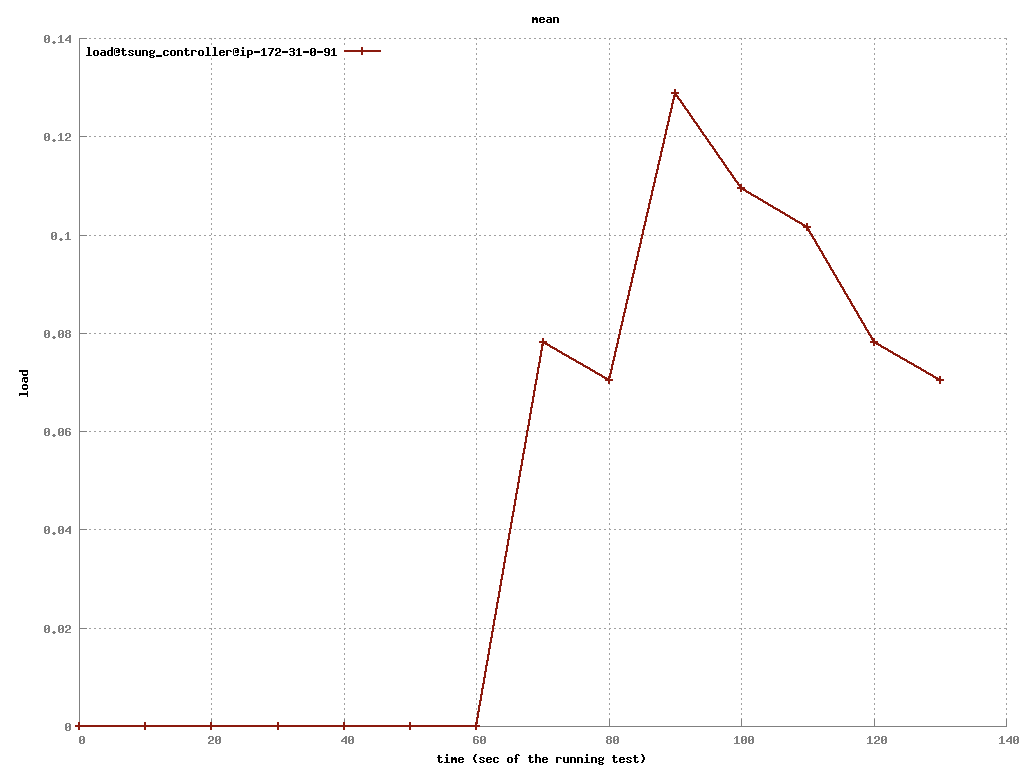 mean
load@tsung_controller@ip-172-31-0-91
0.14
0.12
0.1
0.08
0.06
0.04
0.02
0
load
0 20 40 60 80 100 120 140
time (sec of the running test)